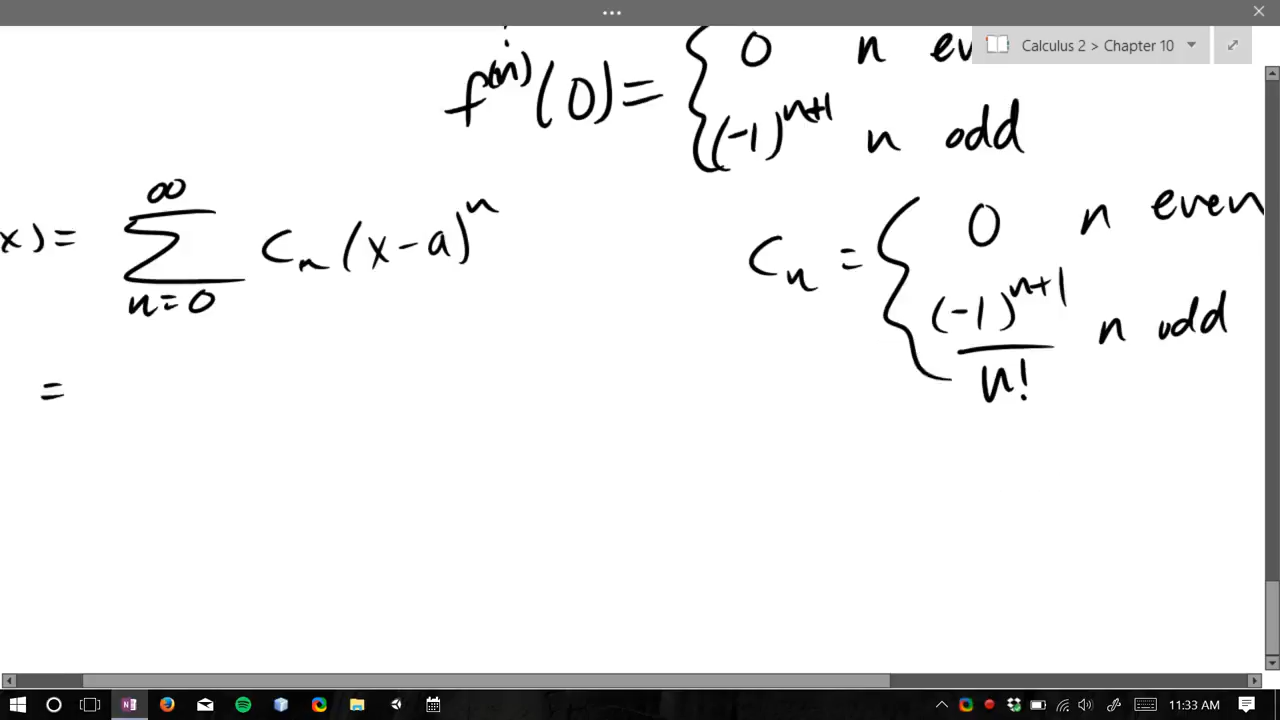 ...
Calculus 2 > Chapter 10
f^(n)(0) = { 0 n ev
(-1)^{n+1} n odd
x) = \sum_{n=0}^{∞} C_n (x-a)^n
C_n = { 0 n even
(-1)^{n+1} / n! n odd
=
11:33 AM